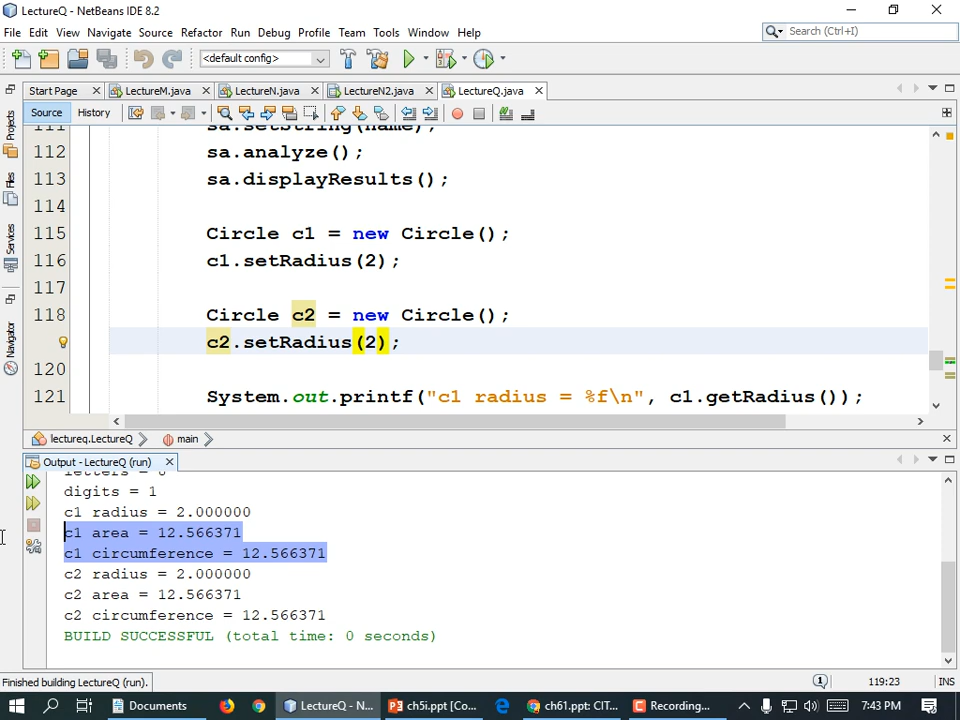 LectureQ - NetBeans IDE 8.2
File Edit View Navigate Source Refactor Run Debug Profile Team Tools Window Help
Search (Ctrl+I)
<default config>
Start Page LectureM.java LectureN.java LectureN2.java LectureQ.java
Source History
Projects
Files
Services
Navigator
111 sa.setString(name);
112 sa.analyze();
113 sa.displayResults();
114
115 Circle c1 = new Circle();
116 c1.setRadius(2);
117
118 Circle c2 = new Circle();
c2.setRadius(2);
120
121 System.out.printf("c1 radius = %f\n", c1.getRadius());
lectureq.LectureQ main
Output - LectureQ (run)
digits = 1
c1 radius = 2.000000
c1 area = 12.566371
c1 circumference = 12.566371
c2 radius = 2.000000
c2 area = 12.566371
c2 circumference = 12.566371
BUILD SUCCESSFUL (total time: 0 seconds)
Finished building LectureQ (run).
1
119:23 INS
Documents LectureQ - N... ch5i.ppt [Co... ch61.ppt: CIT... Recording... 7:43 PM